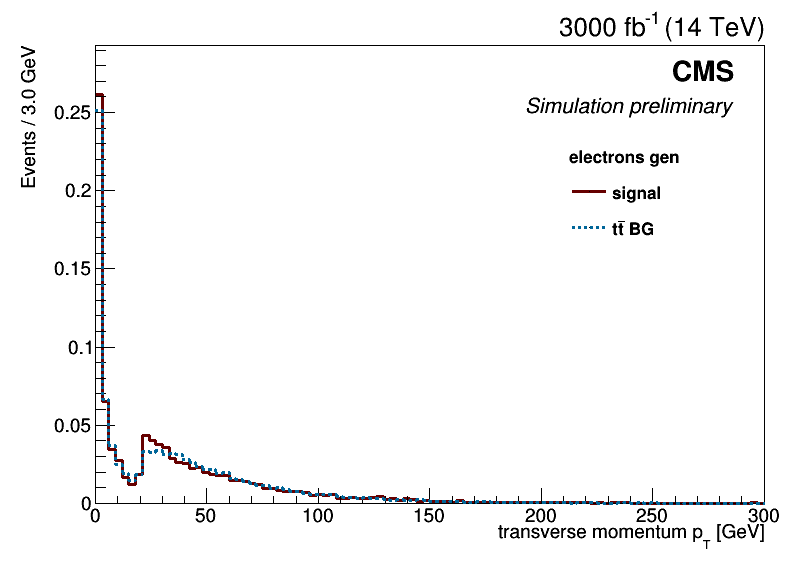 3000 fb⁻¹ (14 TeV)
CMS
Simulation preliminary
Events / 3.0 GeV
electrons gen
signal
tt̄ BG
0.25
0.2
0.15
0.1
0.05
0
0 50 100 150 200 250 300
transverse momentum p_T [GeV]